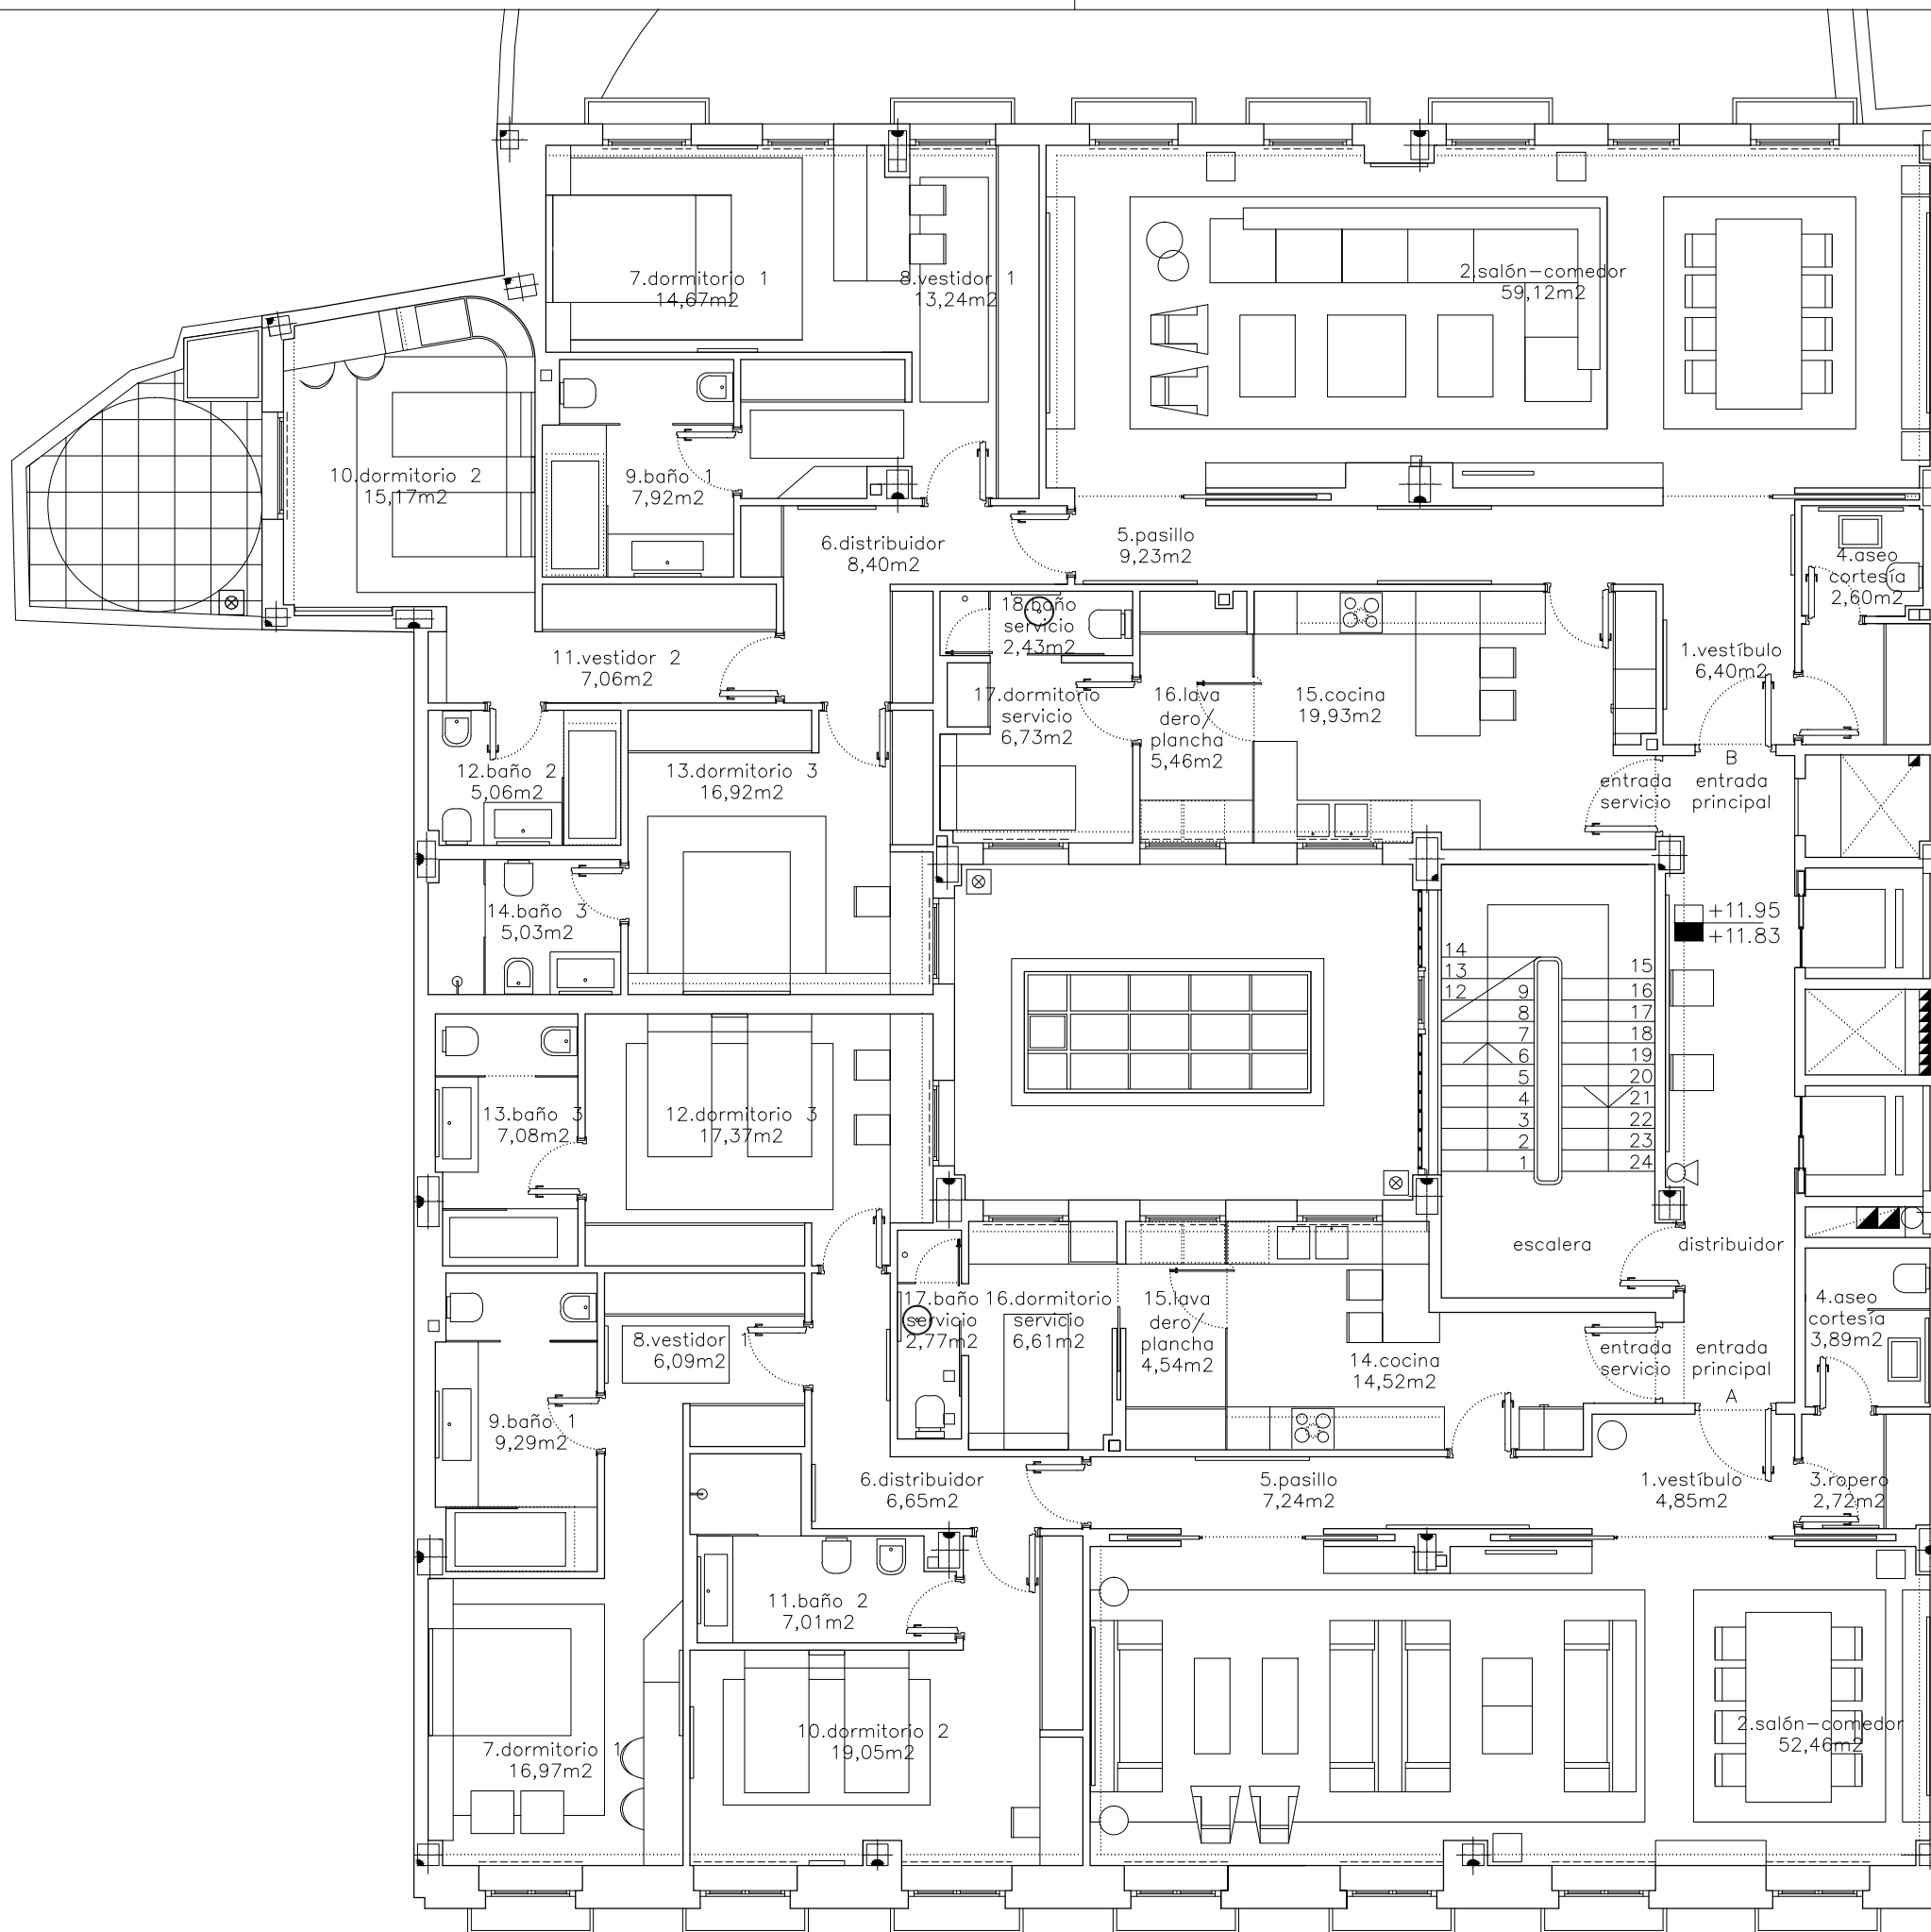 7.dormitorio 1
14,67m2
8.vestidor 1
13,24m2
2.salón-comedor
59,12m2
10.dormitorio 2
15,17m2
9.baño 1
7,92m2
6.distribuidor
8,40m2
5.pasillo
9,23m2
4.aseo
cortesía
2,60m2
18.baño
servicio
2,43m2
11.vestidor 2
7,06m2
17.dormitorio
servicio
6,73m2
16.lava
dero/
plancha
5,46m2
15.cocina
19,93m2
1.vestíbulo
6,40m2
12.baño 2
5,06m2
13.dormitorio 3
16,92m2
entrada
servicio
B
entrada
principal
14.baño 3
5,03m2
+11.95
+11.83
14
13
12
9
8
7
6
5
4
3
2
1
15
16
17
18
19
20
21
22
23
24
13.baño 3
7,08m2
12.dormitorio 3
17,37m2
escalera
distribuidor
8.vestidor 1
6,09m2
17.baño
servicio
2,77m2
16.dormitorio
servicio
6,61m2
15.lava
dero/
plancha
4,54m2
14.cocina
14,52m2
entrada
servicio
entrada
principal
A
4.aseo
cortesía
3,89m2
9.baño 1
9,29m2
6.distribuidor
6,65m2
5.pasillo
7,24m2
1.vestíbulo
4,85m2
3.ropero
2,72m2
11.baño 2
7,01m2
7.dormitorio 1
16,97m2
10.dormitorio 2
19,05m2
2.salón-comedor
52,46m2